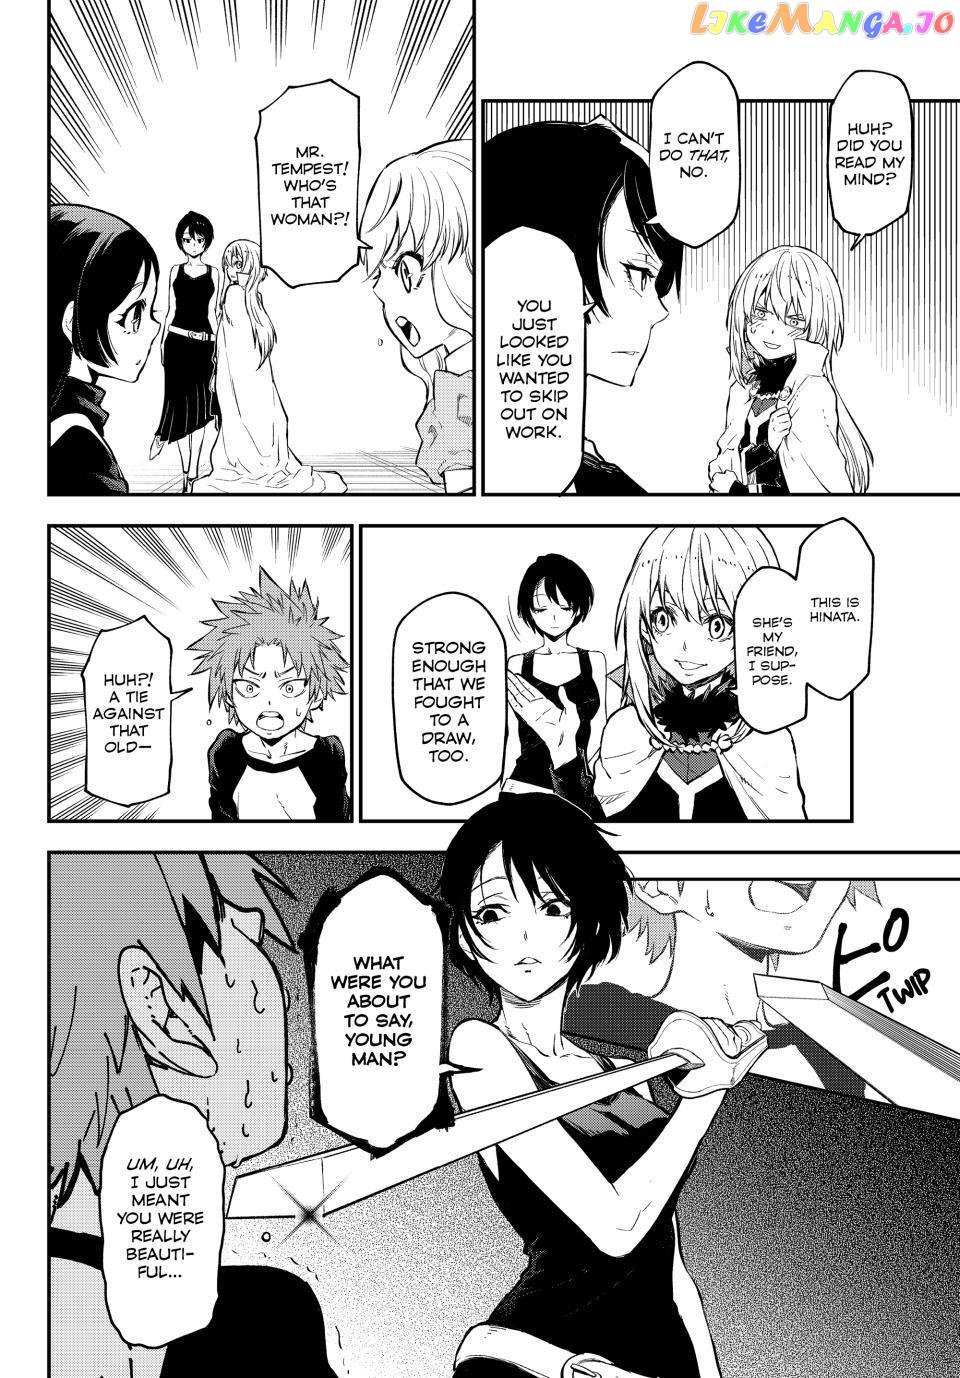 LIKEMANGA.IO
HUH?
DID YOU
READ MY
MIND?
I CAN'T
DO THAT,
NO.
YOU
JUST
LOOKED
LIKE YOU
WANTED
TO SKIP
OUT ON
WORK.
MR.
TEMPEST!
WHO'S
THAT
WOMAN?!
THIS IS
HINATA.
SHE'S
MY
FRIEND,
I SUP-
POSE.
STRONG
ENOUGH
THAT WE
FOUGHT
TO A
DRAW,
TOO.
HUH?!
A TIE
AGAINST
THAT
OLD—
トド
TWIP
WHAT
WERE YOU
ABOUT
TO SAY,
YOUNG
MAN?
UM, UH,
I JUST
MEANT
YOU WERE
REALLY
BEAUTI-
FUL...